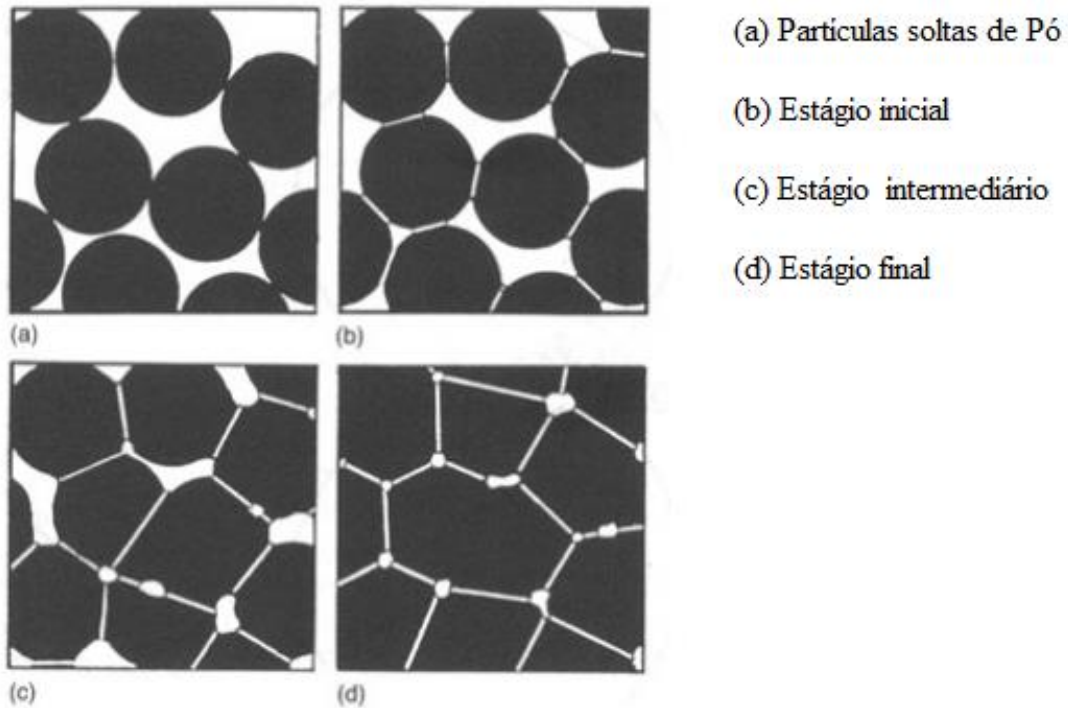 (a) Partículas soltas de Pó
(b) Estágio inicial
(c) Estágio intermediário
(d) Estágio final
(a)
(b)
(c)
(d)